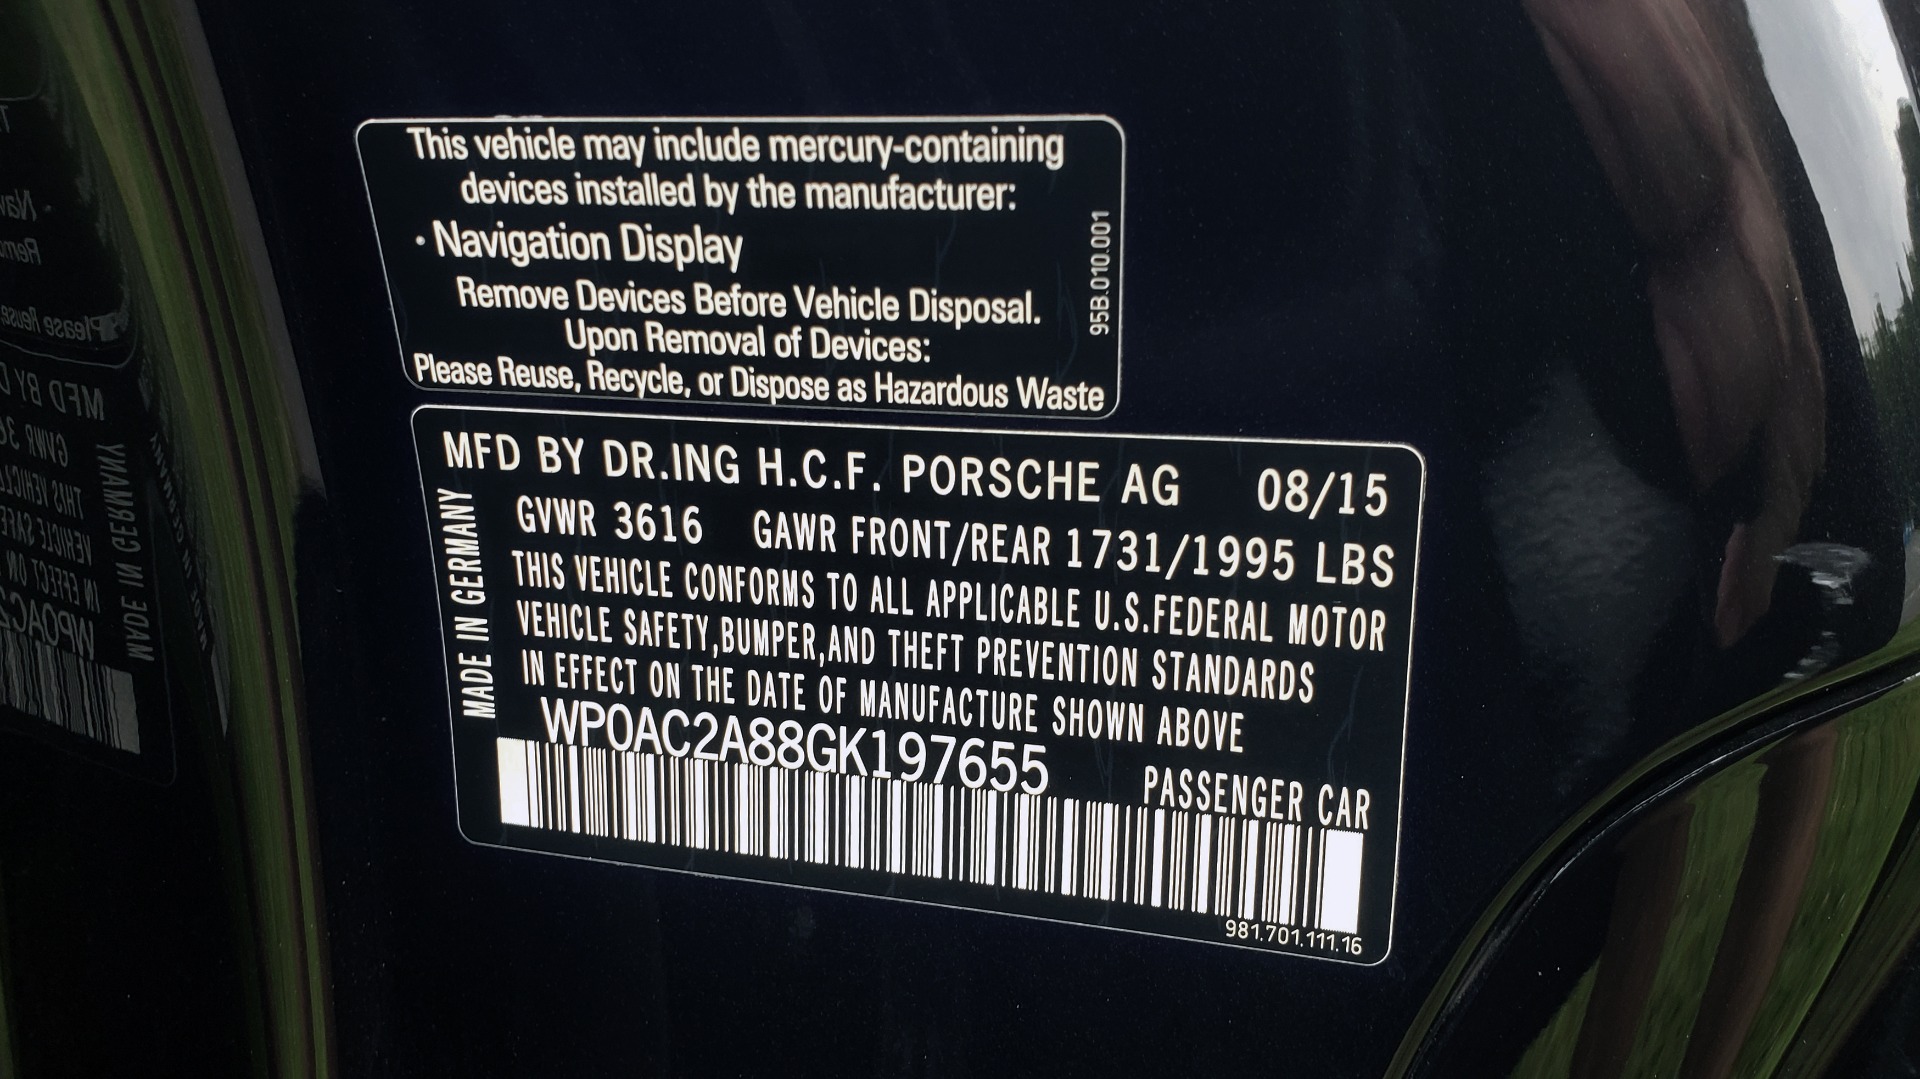 This vehicle may include mercury-containing
devices installed by the manufacturer:
· Navigation Display
Remove Devices Before Vehicle Disposal.
Upon Removal of Devices:
Please Reuse, Recycle, or Dispose as Hazardous Waste
95B.010.001
MFD BY DR.ING H.C.F. PORSCHE AG 08/15
GVWR 3616 GAWR FRONT/REAR 1731/1995 LBS
THIS VEHICLE CONFORMS TO ALL APPLICABLE U.S.FEDERAL MOTOR
VEHICLE SAFETY,BUMPER,AND THEFT PREVENTION STANDARDS
IN EFFECT ON THE DATE OF MANUFACTURE SHOWN ABOVE
WP0AC2A88GK197655
PASSENGER CAR
MADE IN GERMANY
981.701.111.16